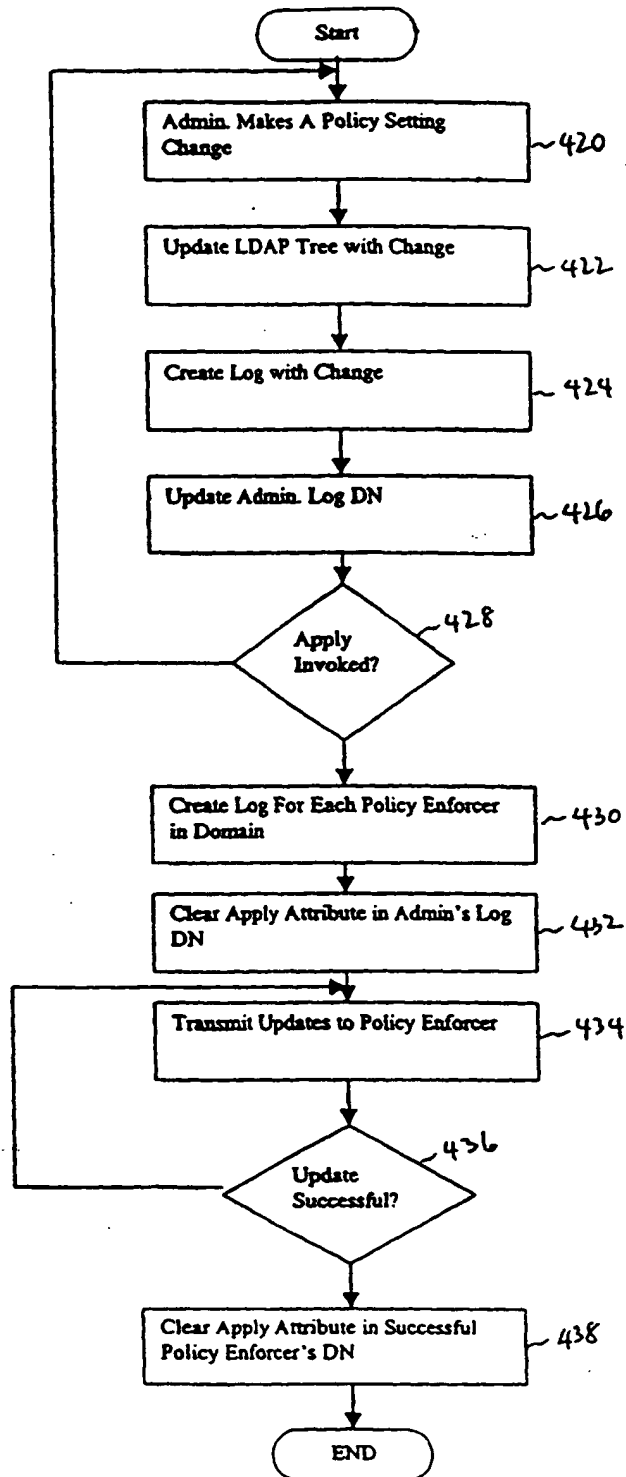 Start
Admin. Makes A Policy Setting
Change
420
Update LDAP Tree with Change
422
Create Log with Change
424
Update Admin. Log DN
426
428
Apply
Invoked?
Create Log For Each Policy Enforcer
in Domain
430
Clear Apply Attribute in Admin's Log
DN
432
Transmit Updates to Policy Enforcer
434
436
Update
Successful?
Clear Apply Attribute in Successful
Policy Enforcer's DN
438
END